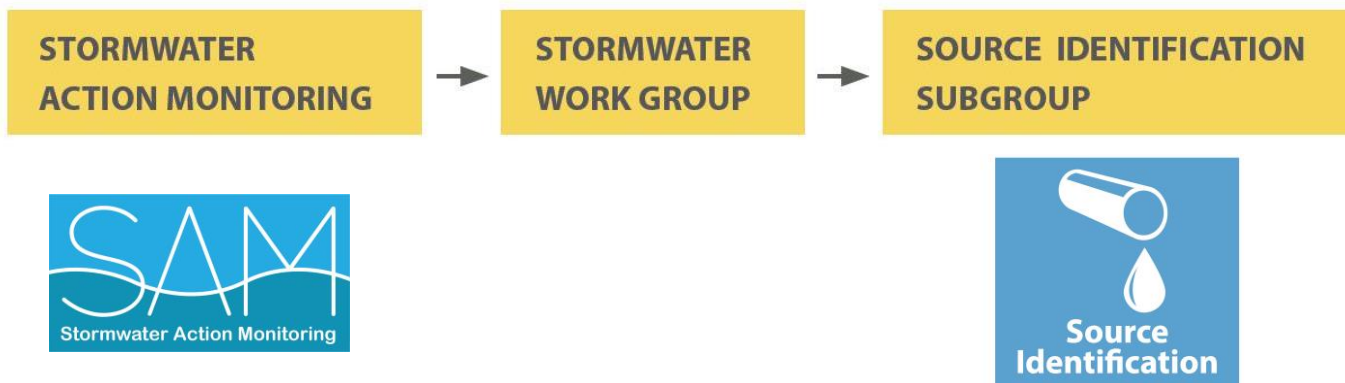 STORMWATER
ACTION MONITORING
STORMWATER
WORK GROUP
SOURCE IDENTIFICATION
SUBGROUP
SAM
Stormwater Action Monitoring
Source
Identification